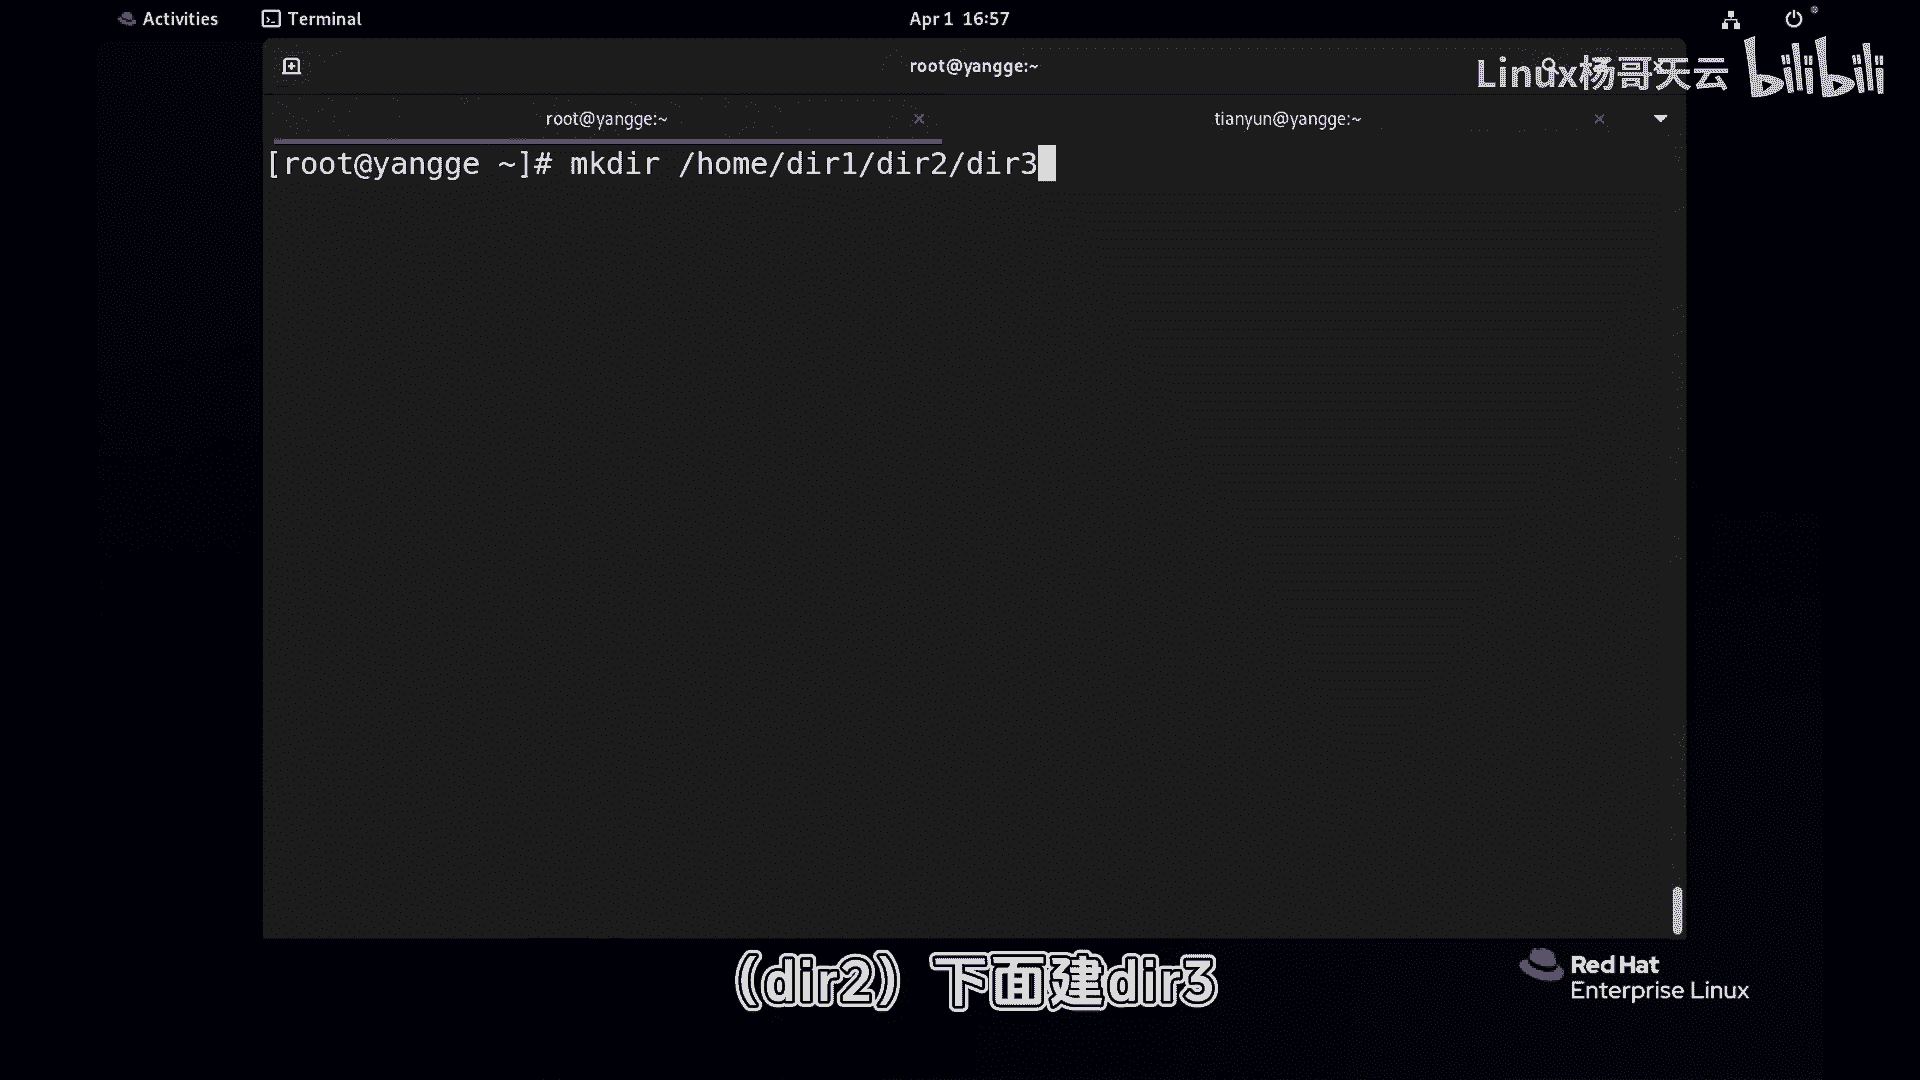 Activities
Terminal
Apr 1 16:57
root@yangge:~
Linux杨哥天云 bilibili
root@yangge:~
tianyun@yangge:~
[root@yangge ~]# mkdir /home/dir1/dir2/dir3
（dir2）下面建dir3
Red Hat
Enterprise Linux